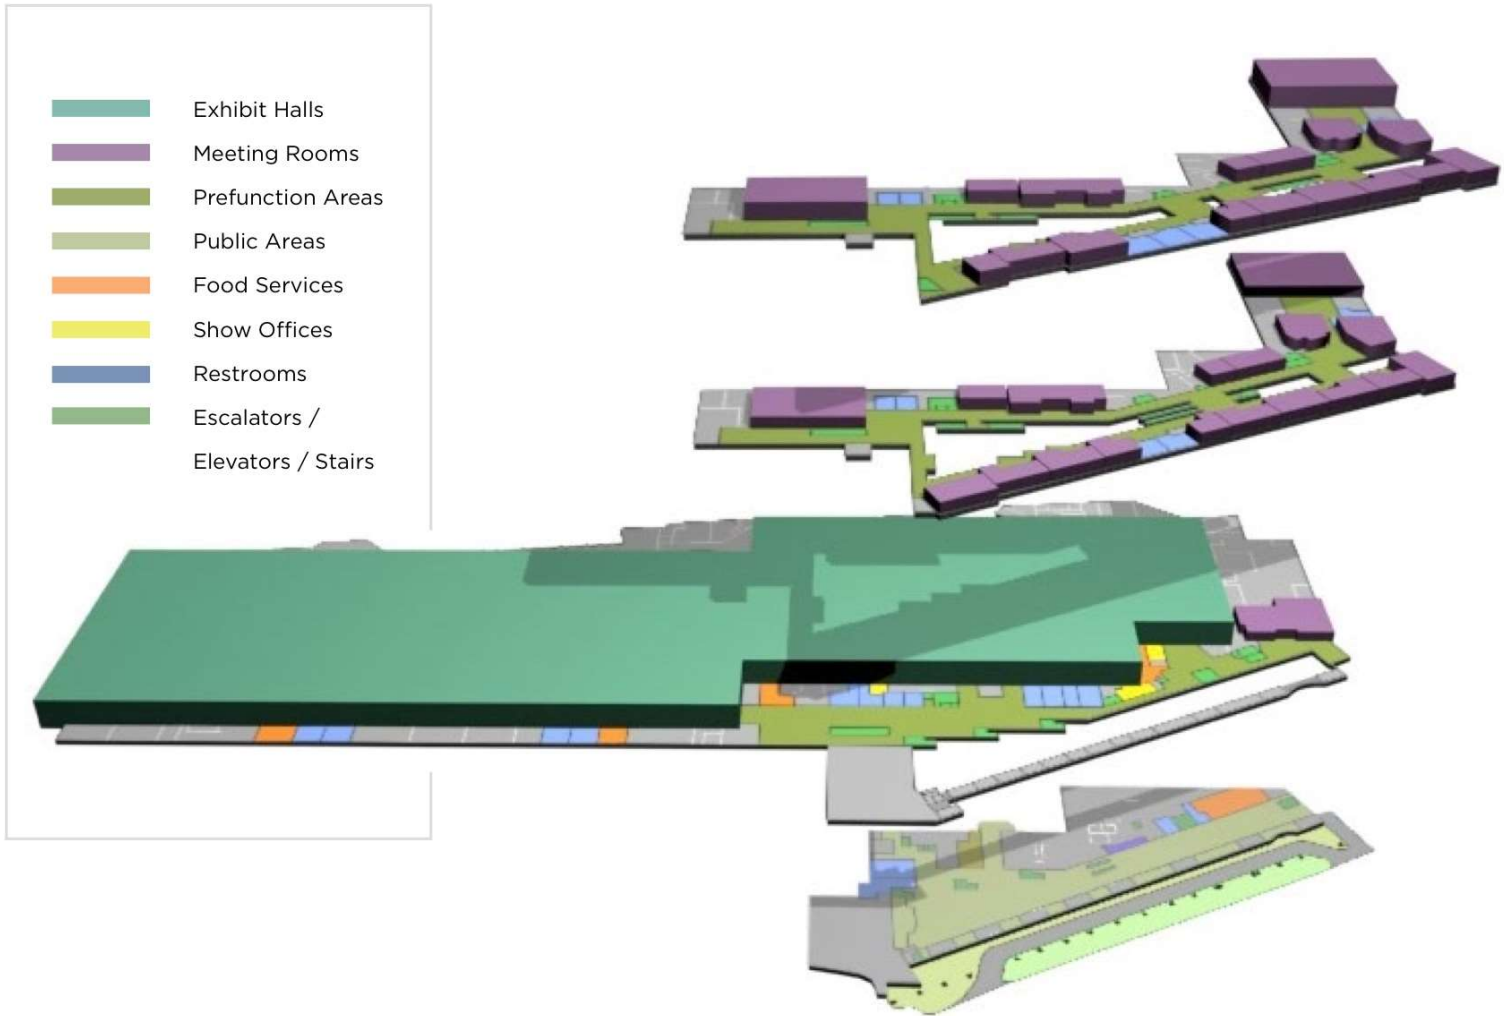 Exhibit Halls
Meeting Rooms
Prefunction Areas
Public Areas
Food Services
Show Offices
Restrooms
Escalators /
Elevators / Stairs